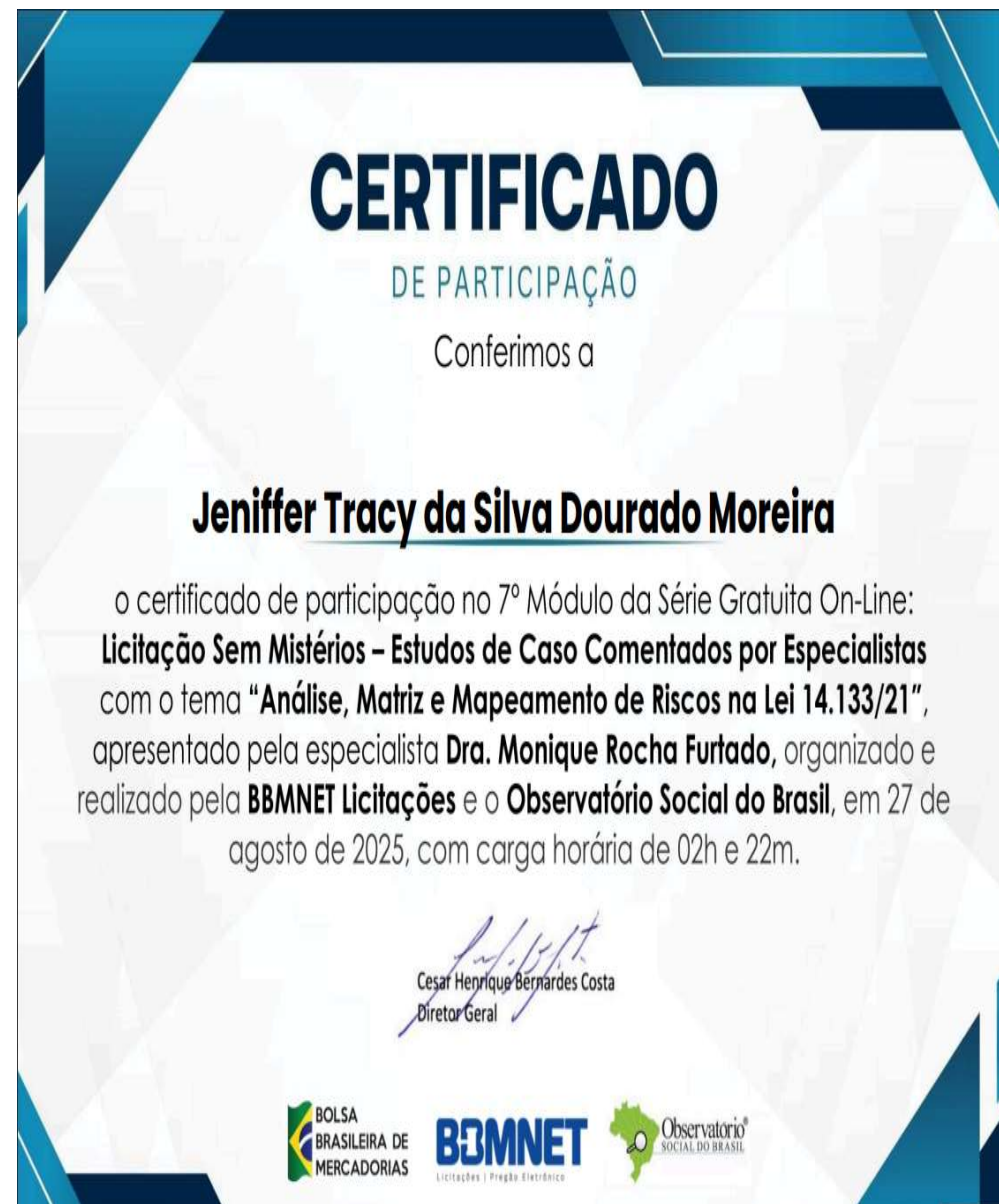 CERTIFICADO
DE PARTICIPAÇÃO
Conferimos a
Jeniffer Tracy da Silva Dourado Moreira
o certificado de participação no 7º Módulo da Série Gratuita On-Line:
Licitação Sem Mistérios – Estudos de Caso Comentados por Especialistas
com o tema “Análise, Matriz e Mapeamento de Riscos na Lei 14.133/21”,
apresentado pela especialista Dra. Monique Rocha Furtado, organizado e
realizado pela BBMNET Licitações e o Observatório Social do Brasil, em 27 de
agosto de 2025, com carga horária de 02h e 22m.
Cesar Henrique Bernardes Costa
Diretor Geral
BOLSA
BRASILEIRA DE
MERCADORIAS
BBMNET
Licitações | Pregão Eletrônico
Observatório®
SOCIAL DO BRASIL